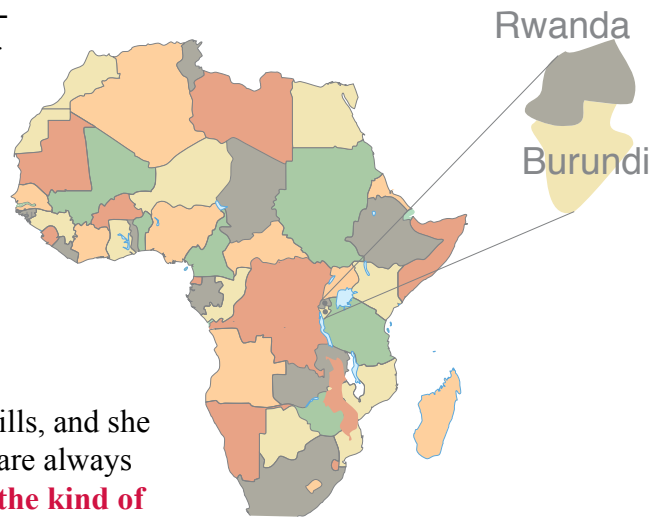 Rwanda
Burundi
ills, and she
are always
the kind of